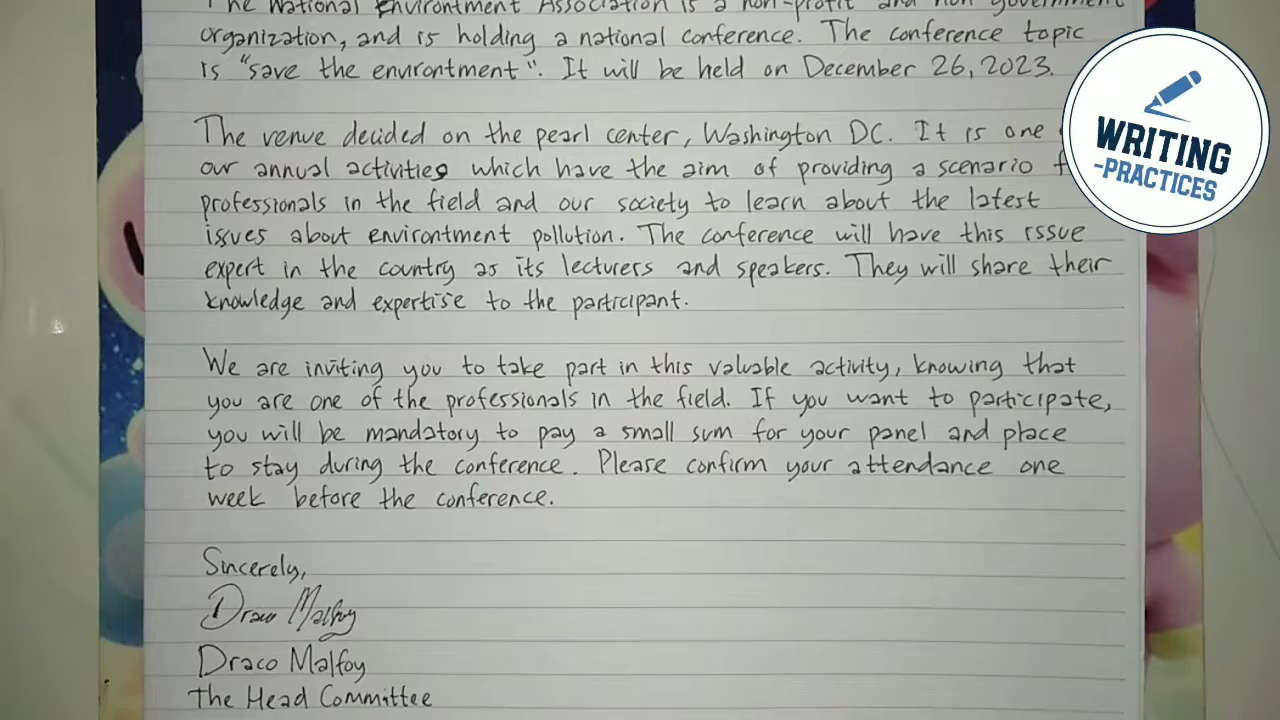 The National Environtment Association is a non-profit and non government
organization, and is holding a national conference. The conference topic
is "save the environtment". It will be held on December 26, 2023.
The venue decided on the pearl center, Washington DC. It is one
our annual activities which have the aim of providing a scenario
professionals in the field and our society to learn about the latest
issues about environtment pollution. The conference will have this issue
expert in the country as its lecturers and speakers. They will share their
knowledge and expertise to the participant.
We are inviting you to take part in this valuable activity, knowing that
you are one of the professionals in the field. If you want to participate,
you will be mandatory to pay a small sum for your panel and place
to stay during the conference. Please confirm your attendance one
week before the conference.
Sincerely,
Draco Malfoy
Draco Malfoy
The Head Committee
WRITING
-PRACTICES